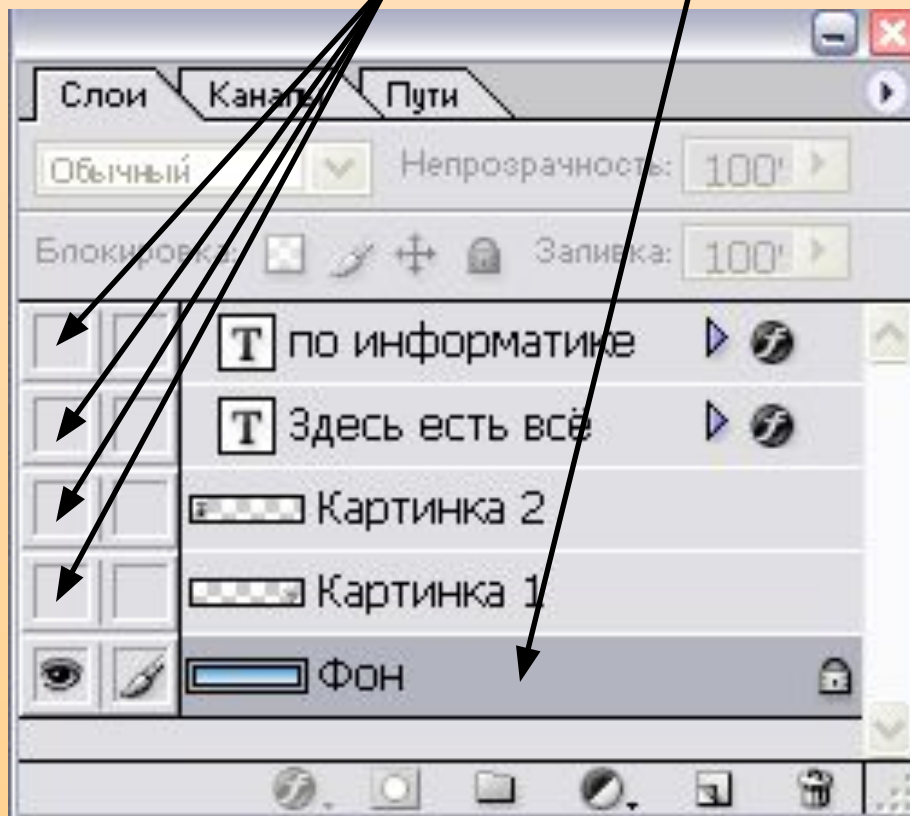 Слои Каналы Пути
Обычный Непрозрачность: 100%
Блокировка: Заливка: 100%
T по информатике
T Здесь есть всё
Картинка 2
Картинка 1
Фон